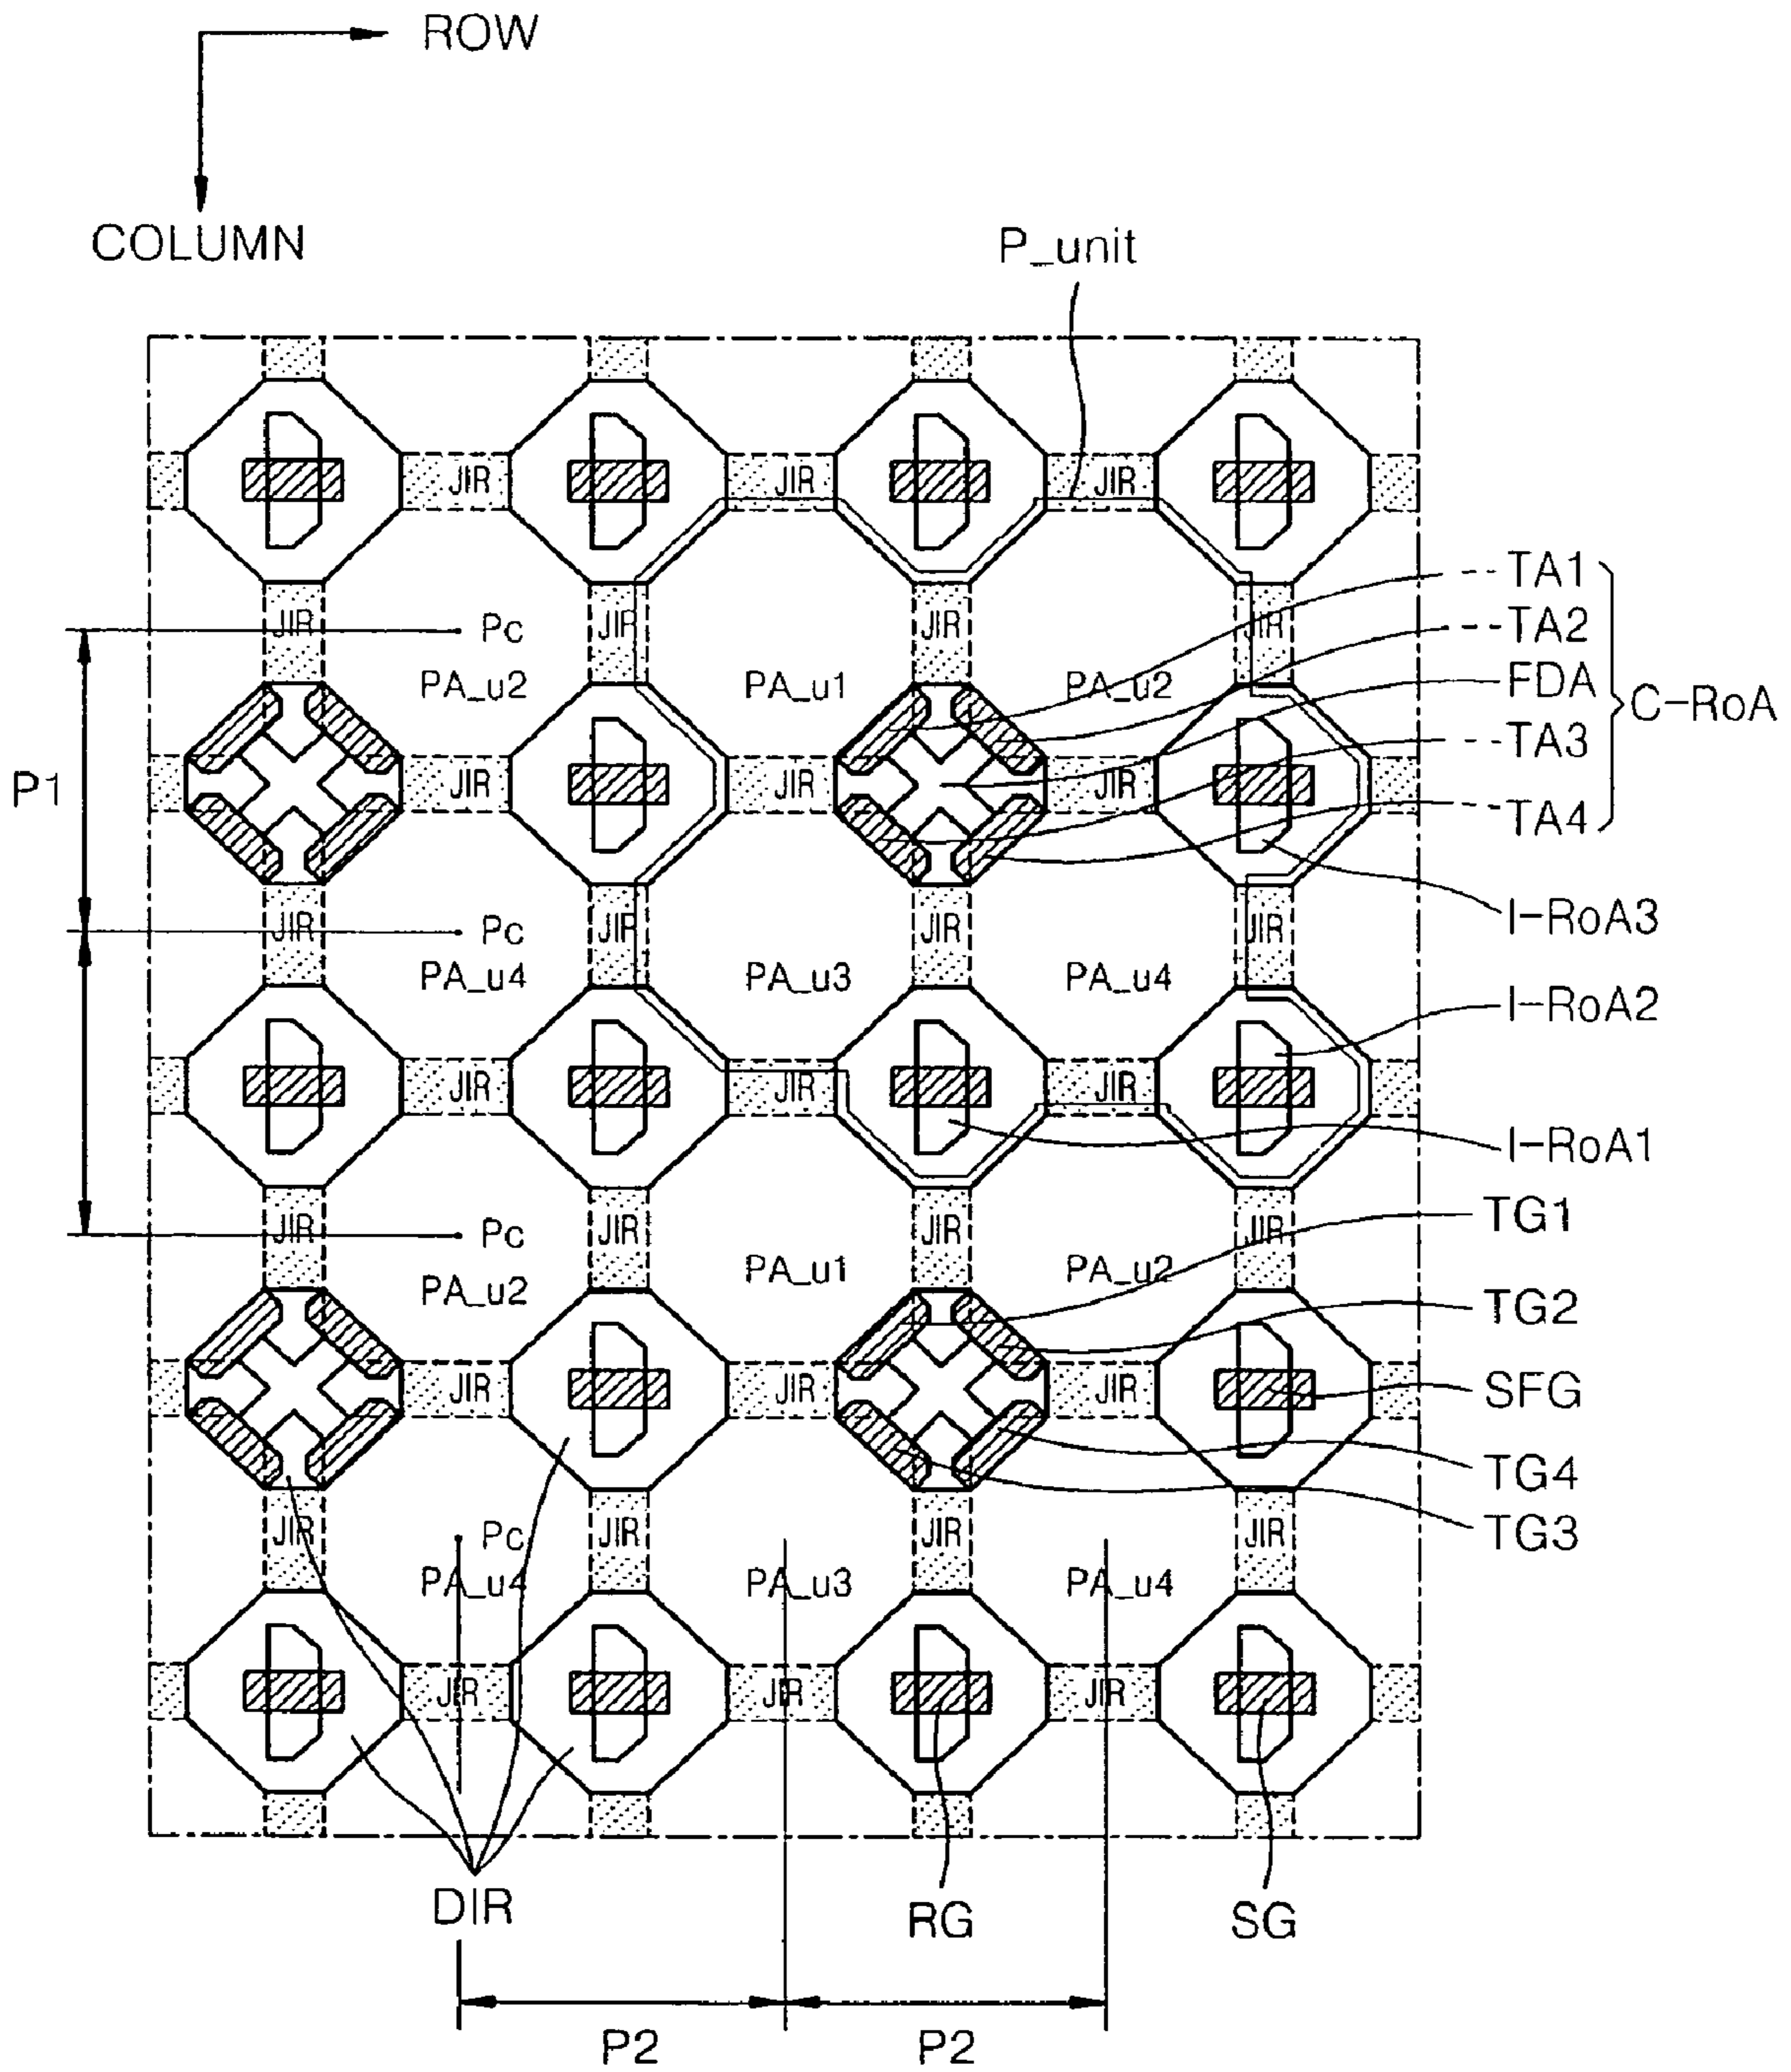 ROW
COLUMN
P_unit
JIR JIR JIR
TA1
JIR Pc JIR JIR JIR
TA2
PA_u2 PA_u1 PA_u2
FDA
C-RoA
TA3
P1
JIR JIR JIR
TA4
JIR Pc JIR JIR JIR
I-RoA3
PA_u4 PA_u3 PA_u4
I-RoA2
JIR JIR JIR
I-RoA1
TG1
JIR Pc JIR JIR JIR
PA_u2 PA_u1 PA_u2
TG2
JIR JIR JIR
SFG
TG4
JIR Pc JIR JIR JIR
TG3
PA_u4 PA_u3 PA_u4
JIR JIR JIR
DIR RG SG
P2 P2